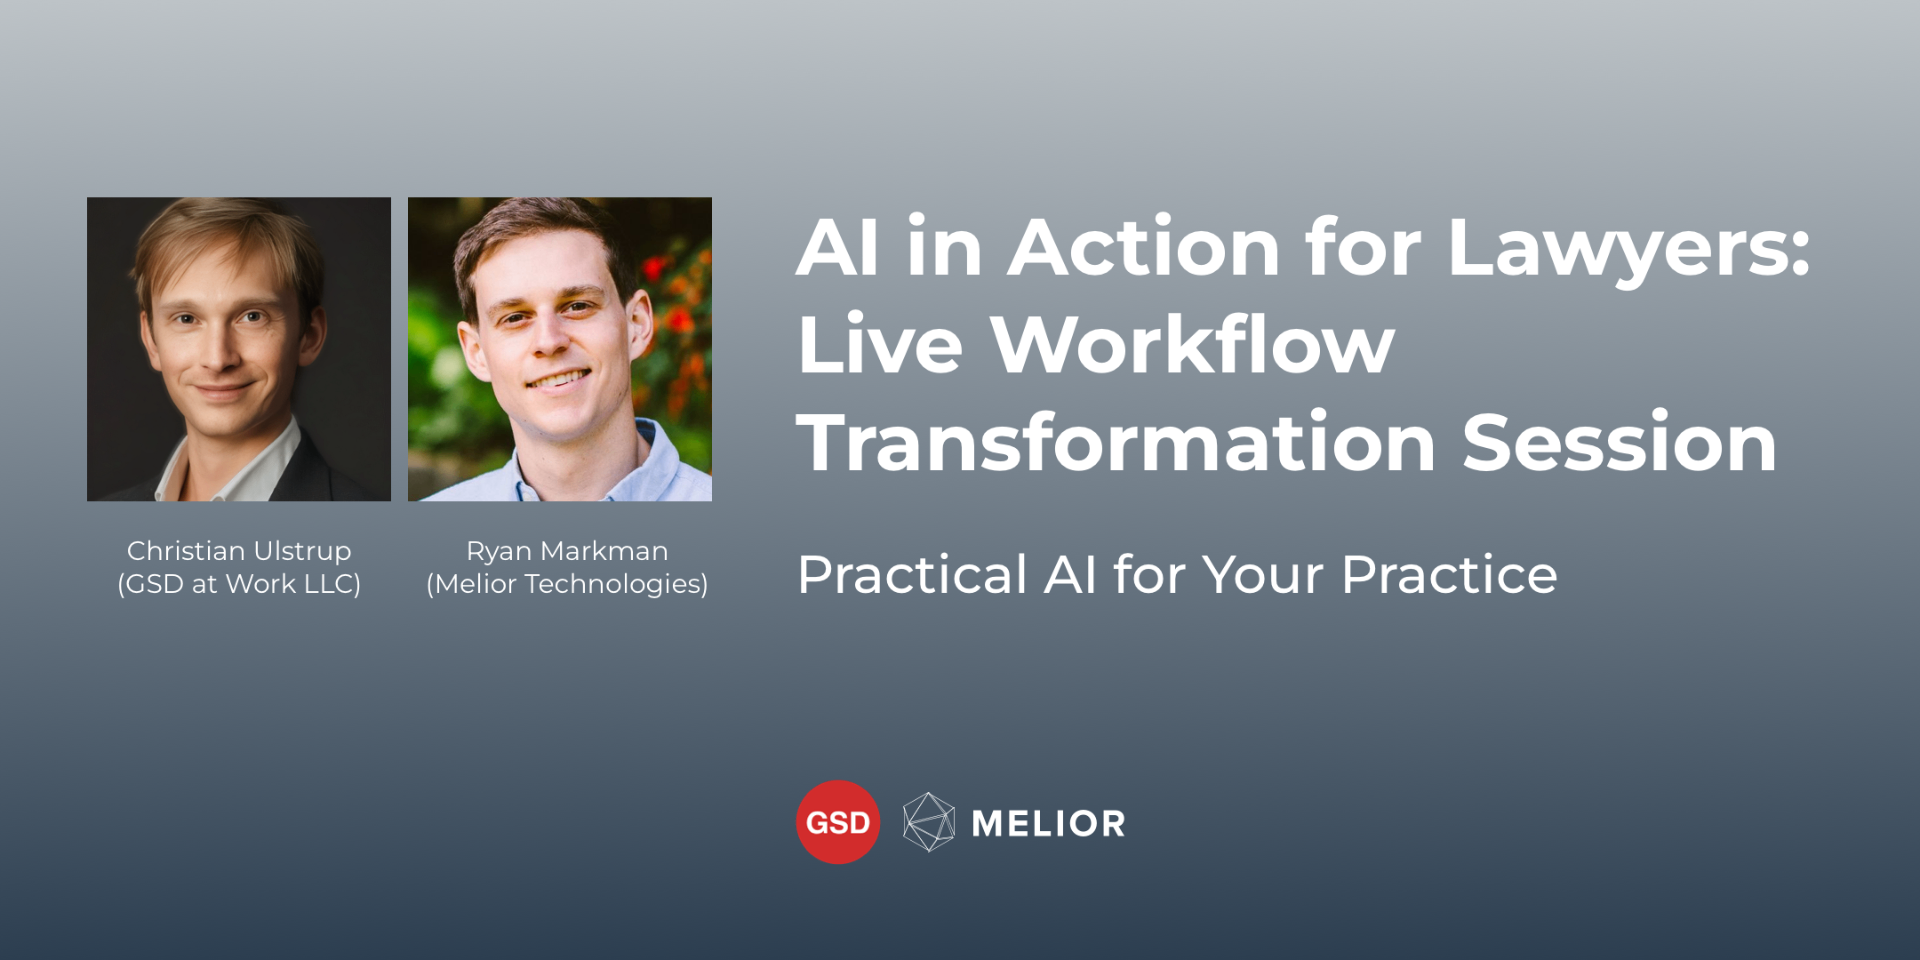 Christian Ulstrup
(GSD at Work LLC)
Ryan Markman
(Melior Technologies)
AI in Action for Lawyers:
Live Workflow
Transformation Session
Practical AI for Your Practice
GSD
MELIOR